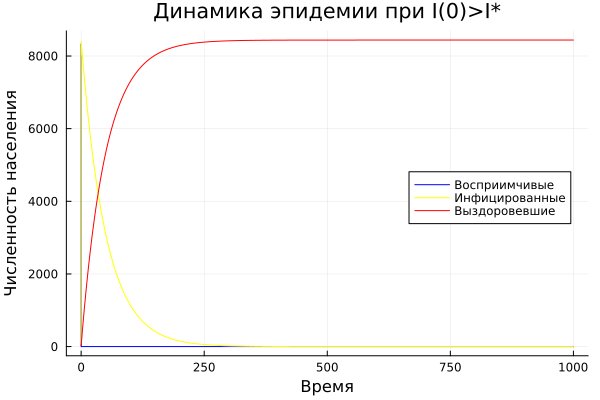 Динамика эпидемии при I(0)>I*
Численность населения
8000
6000
4000
2000
0
Восприимчивые
Инфицированные
Выздоровевшие
0
250
500
750
1000
Время